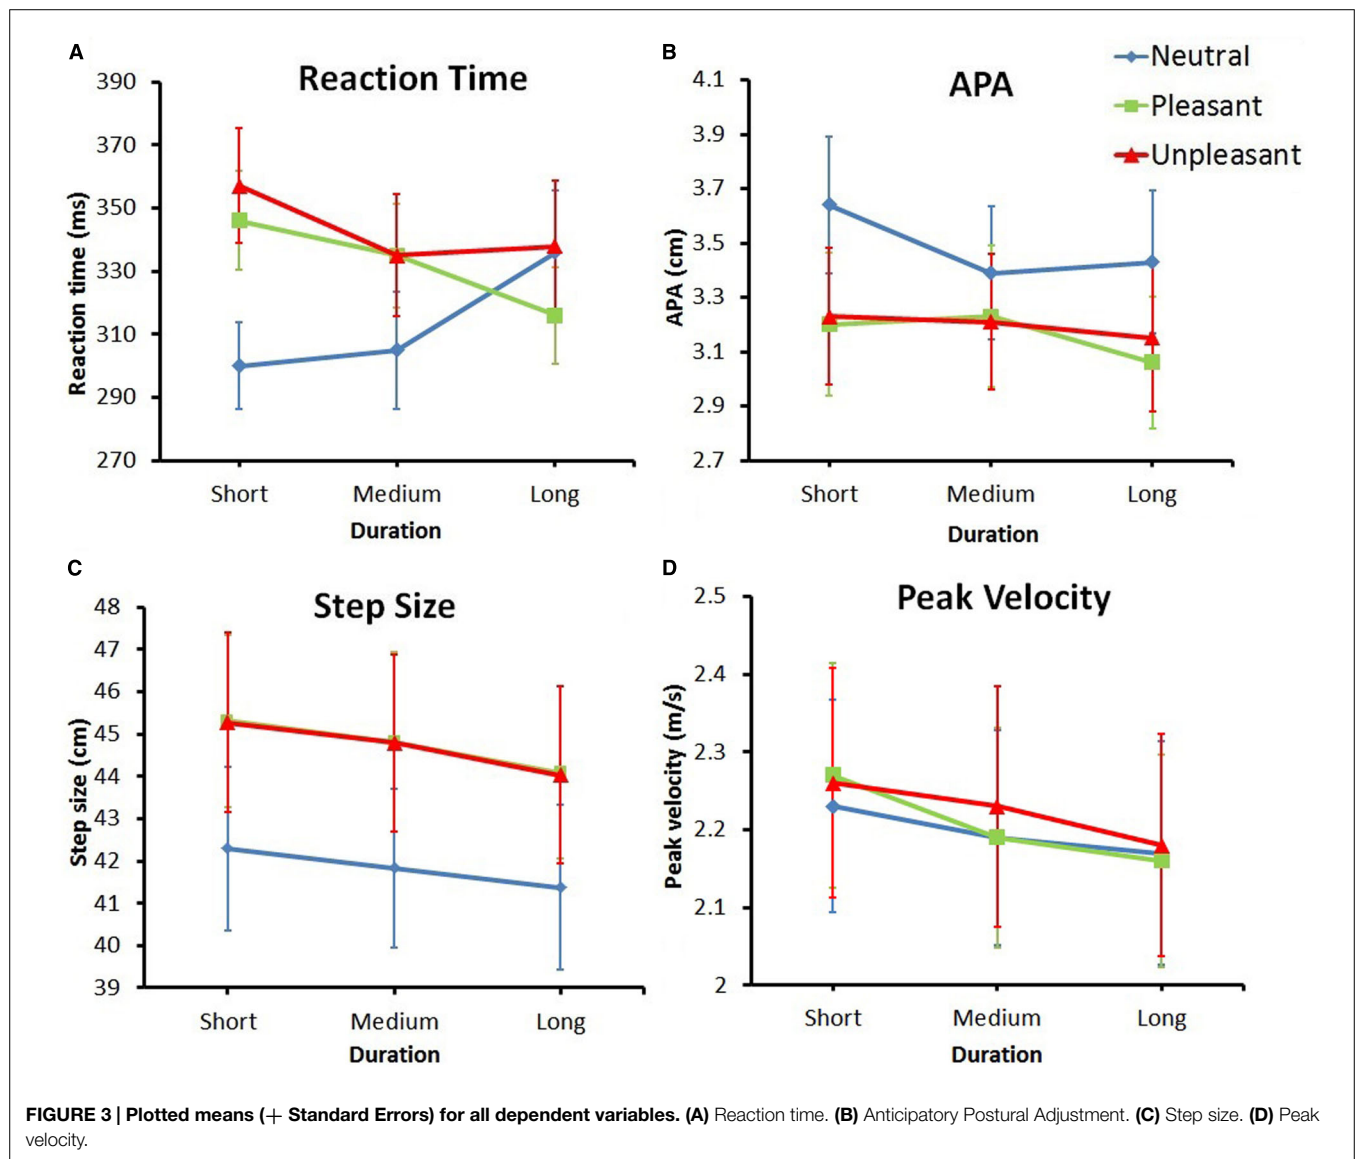 A
Reaction Time
390
370
350
330
310
290
270
Reaction time (ms)
Short Medium Long
Duration
B
APA
Neutral
Pleasant
Unpleasant
4.1
3.9
3.7
3.5
3.3
3.1
2.9
2.7
APA (cm)
Short Medium Long
Duration
C
Step Size
48
47
46
45
44
43
42
41
40
39
Step size (cm)
Short Medium Long
Duration
D
Peak Velocity
2.5
2.4
2.3
2.2
2.1
2
Peak velocity (m/s)
Short Medium Long
Duration
FIGURE 3 | Plotted means (+ Standard Errors) for all dependent variables. (A) Reaction time. (B) Anticipatory Postural Adjustment. (C) Step size. (D) Peak
velocity.